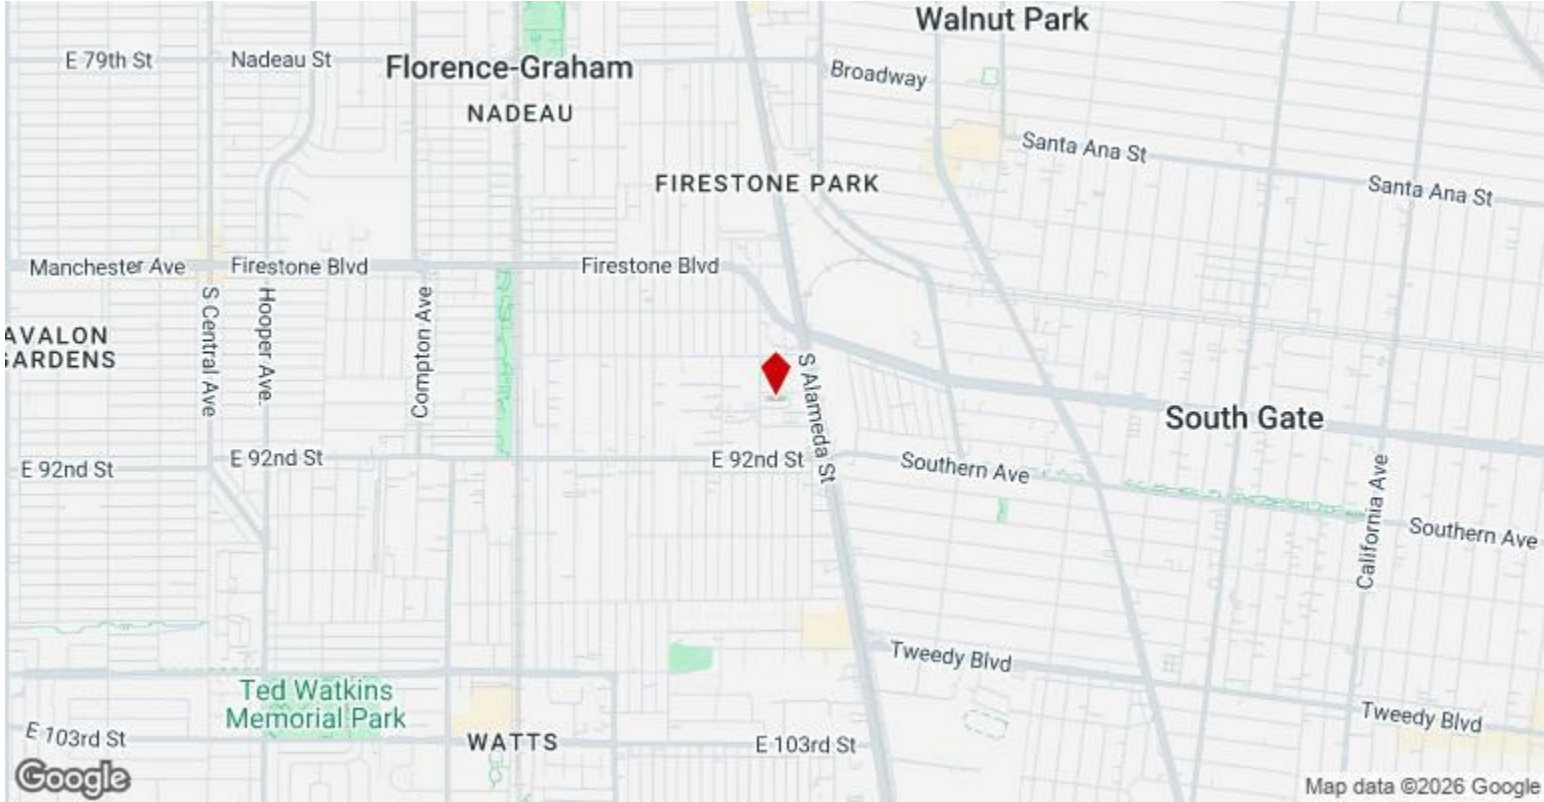 Walnut Park
E 79th St
Nadeau St
Florence-Graham
Broadway
NADEAU
Santa Ana St
FIRESTONE PARK
Santa Ana St
Manchester Ave
Firestone Blvd
Firestone Blvd
S Central Ave
Hooper Ave.
Compton Ave
AVALON
GARDENS
S Alameda St
South Gate
E 92nd St
E 92nd St
E 92nd St
Southern Ave
California Ave
Southern Ave
Tweedy Blvd
Ted Watkins
Memorial Park
Tweedy Blvd
E 103rd St
WATTS
E 103rd St
Google
Map data ©2026 Google